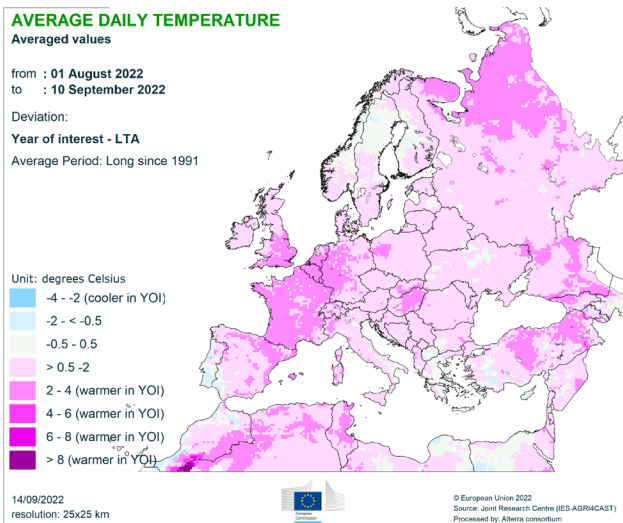 AVERAGE DAILY TEMPERATURE
Averaged values
from : 01 August 2022
to : 10 September 2022
Deviation:
Year of interest - LTA
Average Period: Long since 1991
Unit: degrees Celsius
-4 - -2 (cooler in YOI)
-2 - < -0.5
-0.5 - 0.5
> 0.5 -2
2 - 4 (warmer in YOI)
4 - 6 (warmer in YOI)
6 - 8 (warmer in YOI)
> 8 (warmer in YOI)
14/09/2022
resolution: 25x25 km
European
Commission
© European Union 2022
Source: Joint Research Centre (IES-AGRI4CAST)
Processed by: Alterra consortium